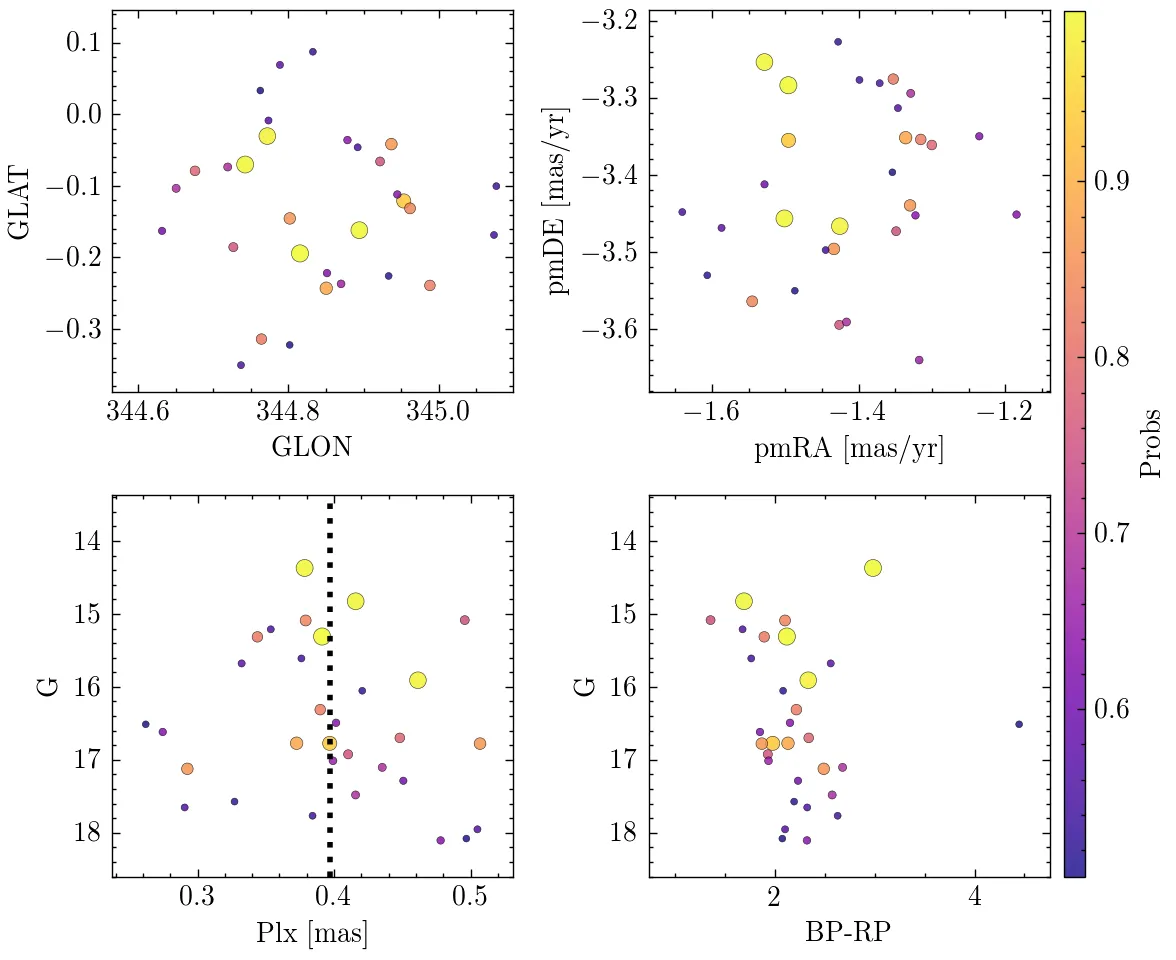 0.1
0.0
−0.1
−0.2
−0.3
GLAT
344.6 344.8 345.0
GLON
−3.2
−3.3
−3.4
−3.5
−3.6
pmDE [mas/yr]
−1.6 −1.4 −1.2
pmRA [mas/yr]
0.9
0.8
0.7
0.6
Probs
14
15
16
17
18
G
0.3 0.4 0.5
Plx [mas]
14
15
16
17
18
G
2 4
BP-RP